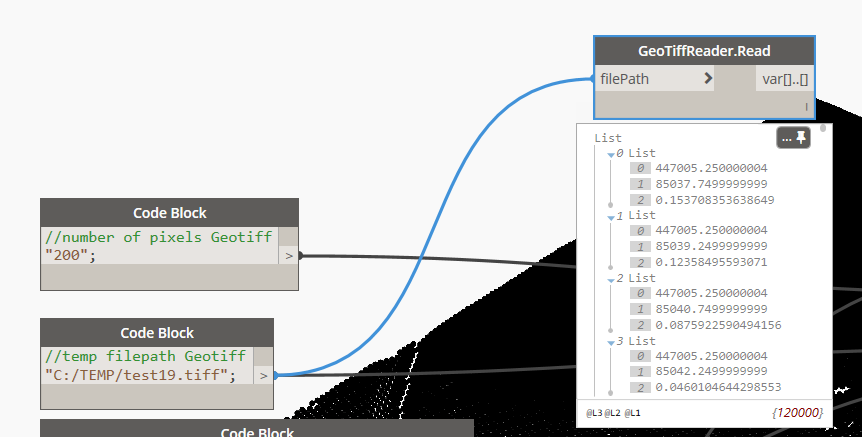 GeoTiffReader.Read
filePath
var[]..[]
l
List
0 List
0 447005.250000004
1 85037.7499999999
2 0.153708353638649
1 List
0 447005.250000004
1 85039.2499999999
2 0.12358495593071
2 List
0 447005.250000004
1 85040.7499999999
2 0.0875922590494156
3 List
0 447005.250000004
1 85042.2499999999
2 0.0460104644298553
@L3 @L2 @L1 {120000}
Code Block
//number of pixels Geotiff
"200";
>
Code Block
//temp filepath Geotiff
"C:/TEMP/test19.tiff";
>
Code Block